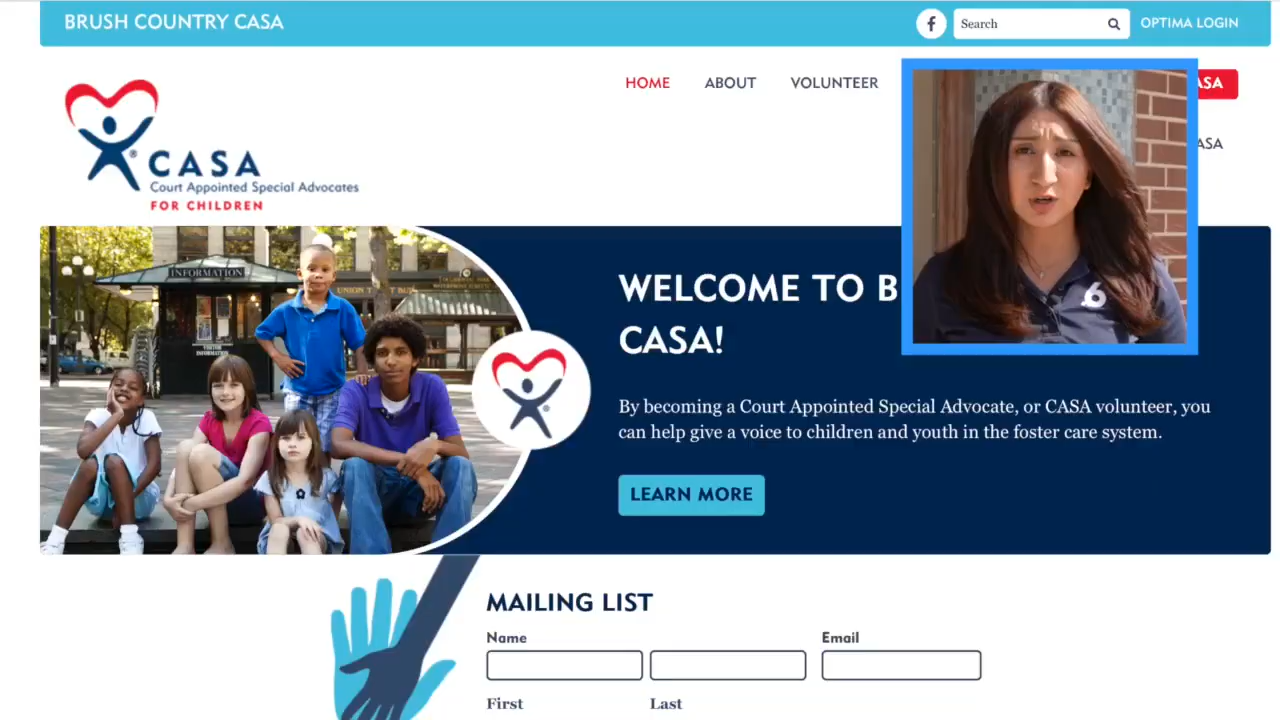 BRUSH COUNTRY CASA
Search
OPTIMA LOGIN
HOME
ABOUT
VOLUNTEER
ASA
ASA
CASA
Court Appointed Special Advocates
FOR CHILDREN
INFORMATION
WELCOME TO B
CASA!
By becoming a Court Appointed Special Advocate, or CASA volunteer, you
can help give a voice to children and youth in the foster care system.
LEARN MORE
6
MAILING LIST
Name
Email
First
Last